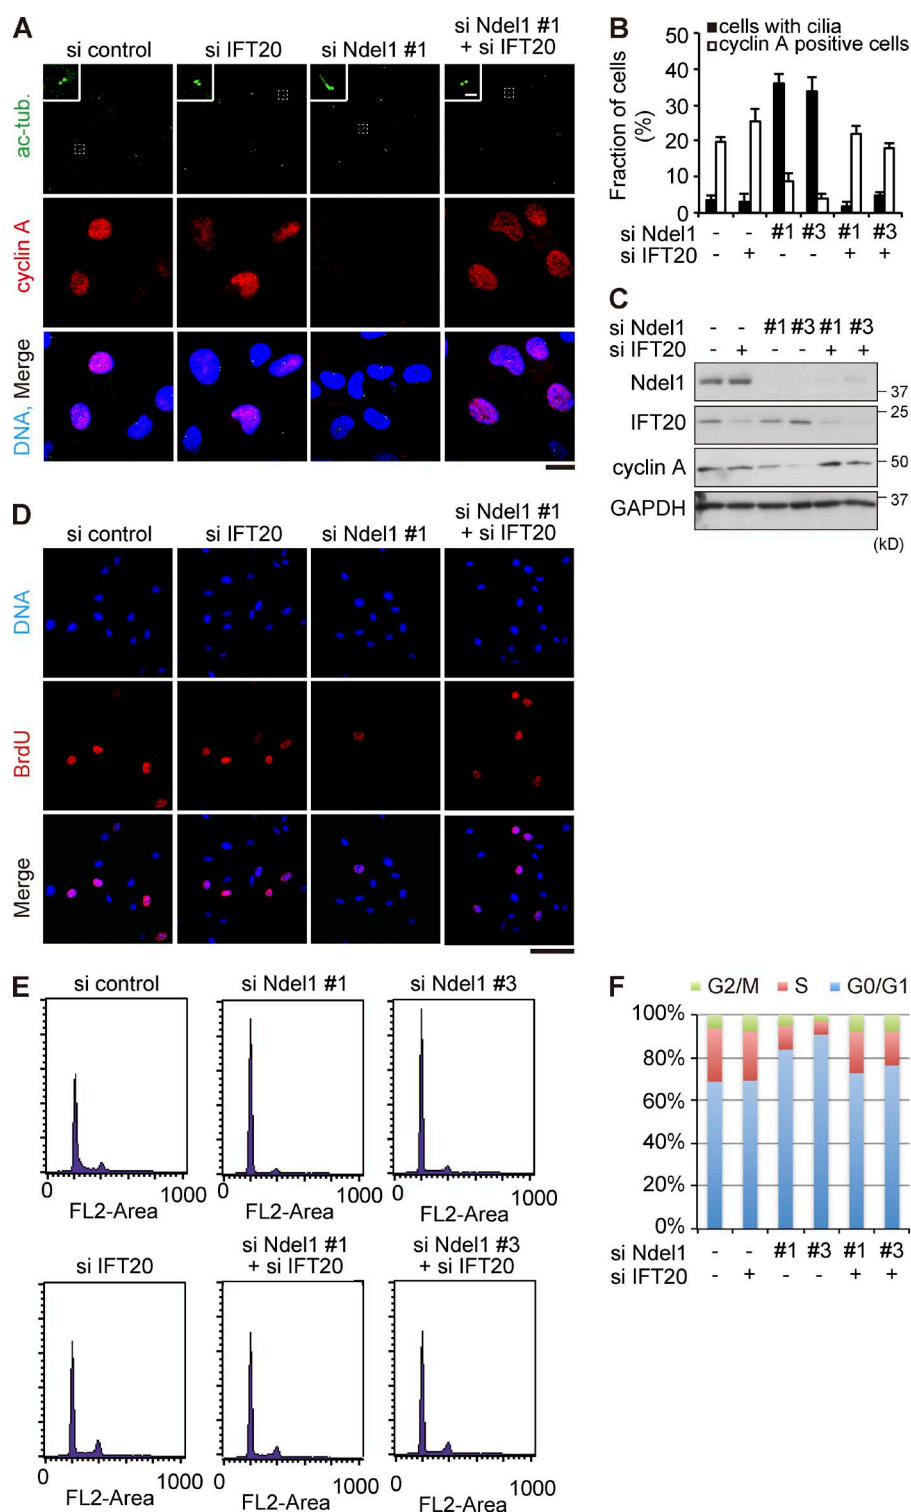 A
si control
si IFT20
si Ndel1 #1
si Ndel1 #1
+ si IFT20
ac-tub.
cyclin A
DNA, Merge
B
cells with cilia
cyclin A positive cells
Fraction of cells
(%)
50
40
30
20
10
0
si Ndel1 - - #1 #3 #1 #3
si IFT20 - + - - + +
C
si Ndel1 - - #1 #3 #1 #3
si IFT20 - + - - + +
Ndel1
37
IFT20
25
cyclin A
50
GAPDH
37
(kD)
D
si control
si IFT20
si Ndel1 #1
si Ndel1 #1
+ si IFT20
DNA
BrdU
Merge
E
si control
0 1000
FL2-Area
si Ndel1 #1
0 1000
FL2-Area
si Ndel1 #3
0 1000
FL2-Area
si IFT20
0 1000
FL2-Area
si Ndel1 #1
+ si IFT20
0 1000
FL2-Area
si Ndel1 #3
+ si IFT20
0 1000
FL2-Area
F
G2/M S G0/G1
100%
80%
60%
40%
20%
0%
si Ndel1 - - #1 #3 #1 #3
si IFT20 - + - - + +